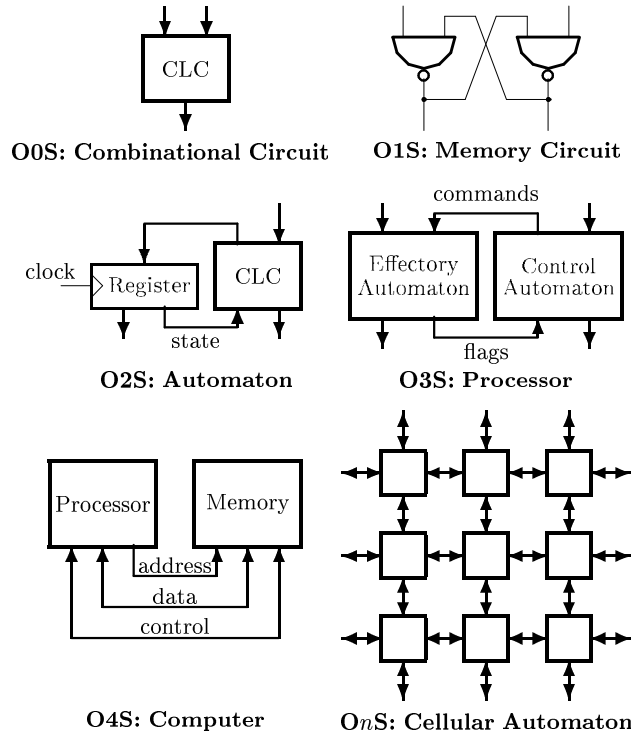 CLC
O0S: Combinational Circuit
O1S: Memory Circuit
clock
Register
CLC
state
O2S: Automaton
commands
Effectory
Automaton
Control
Automaton
flags
O3S: Processor
Processor
Memory
address
data
control
O4S: Computer
OnS: Cellular Automaton